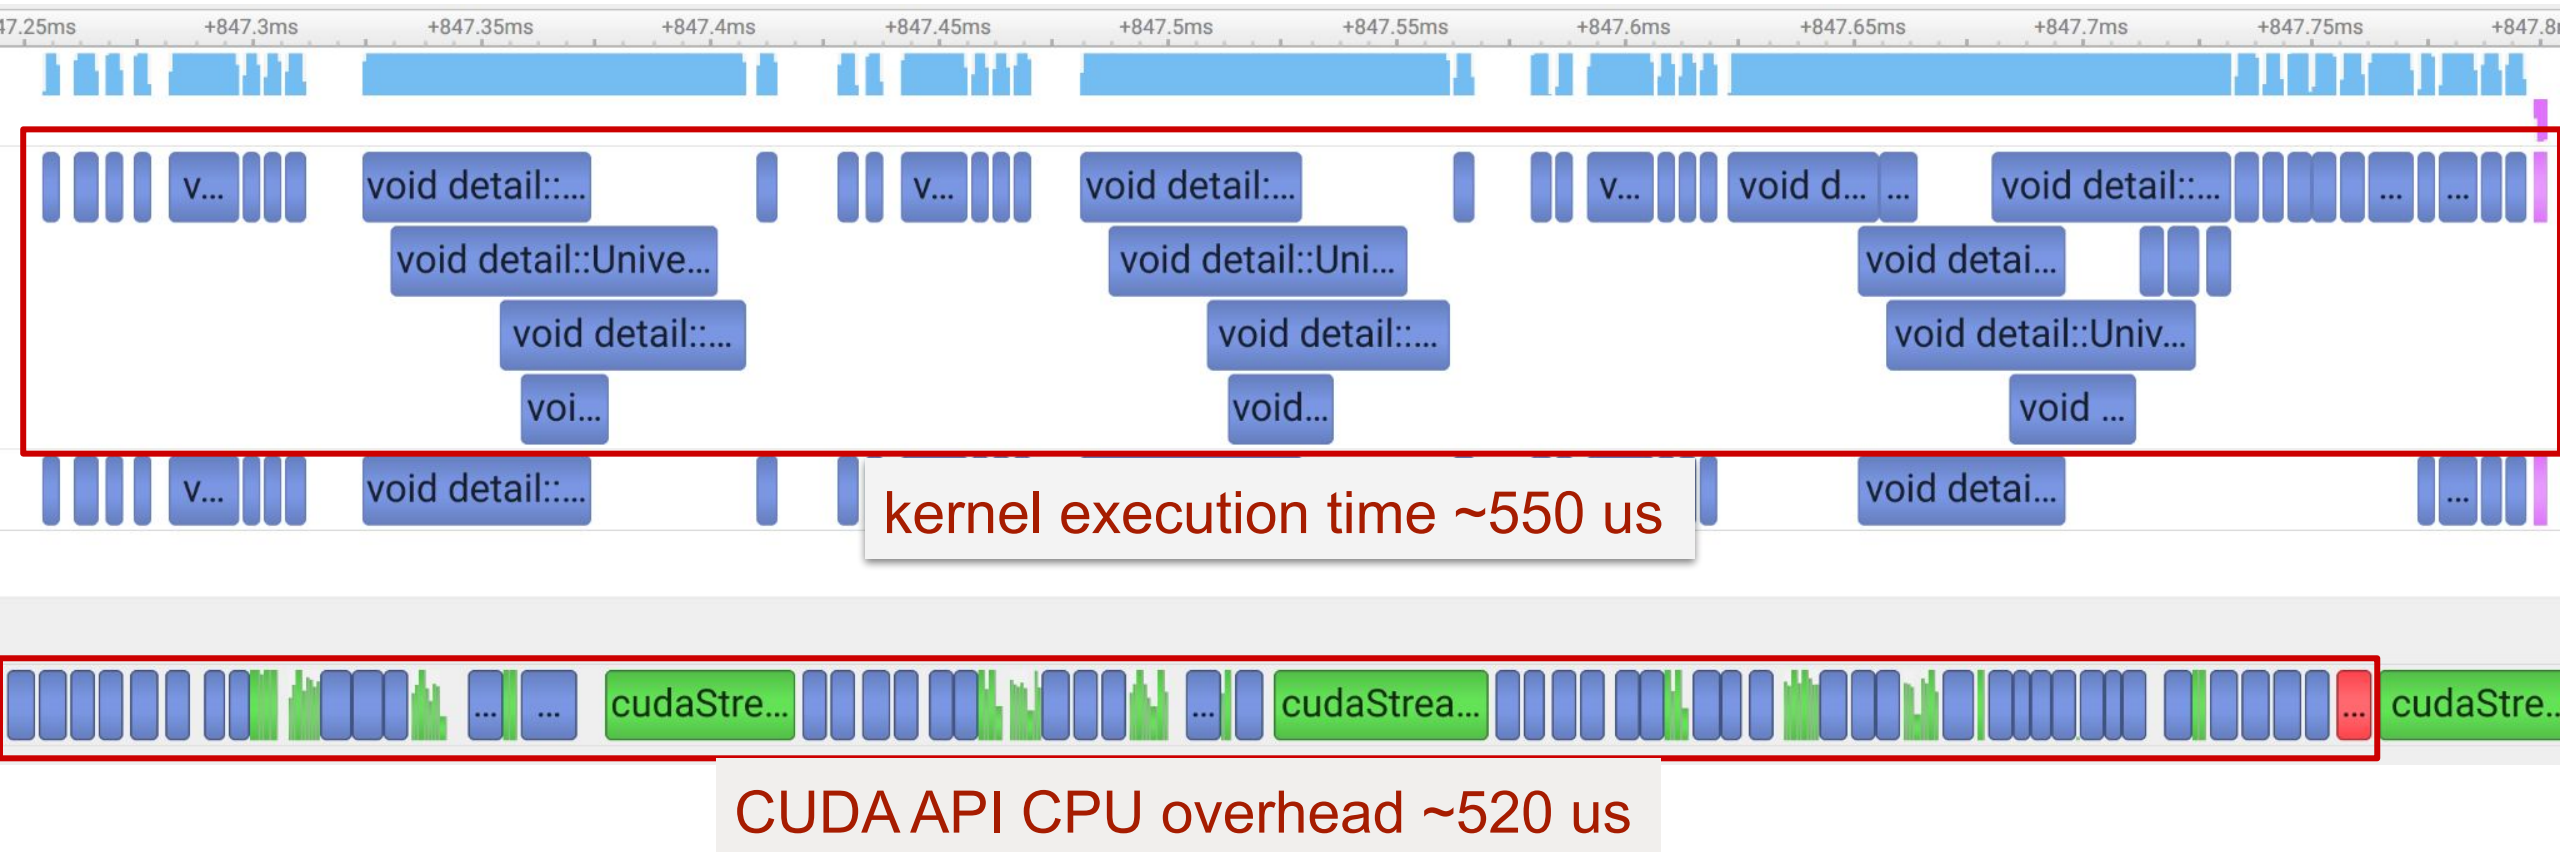 47.25ms +847.3ms +847.35ms +847.4ms +847.45ms +847.5ms +847.55ms +847.6ms +847.65ms +847.7ms +847.75ms +847.8
v... void detail::... v... void detail:... v... void d... ... void detail::... ... ...
void detail::Unive... void detail::Uni... void detai...
void detail::... void detail::... void detail::Univ...
voi... void... void ...
v... void detail::... void detai... ...
kernel execution time ~550 us
... ... cudaStre... ... cudaStrea... ... cudaStre...
CUDA API CPU overhead ~520 us